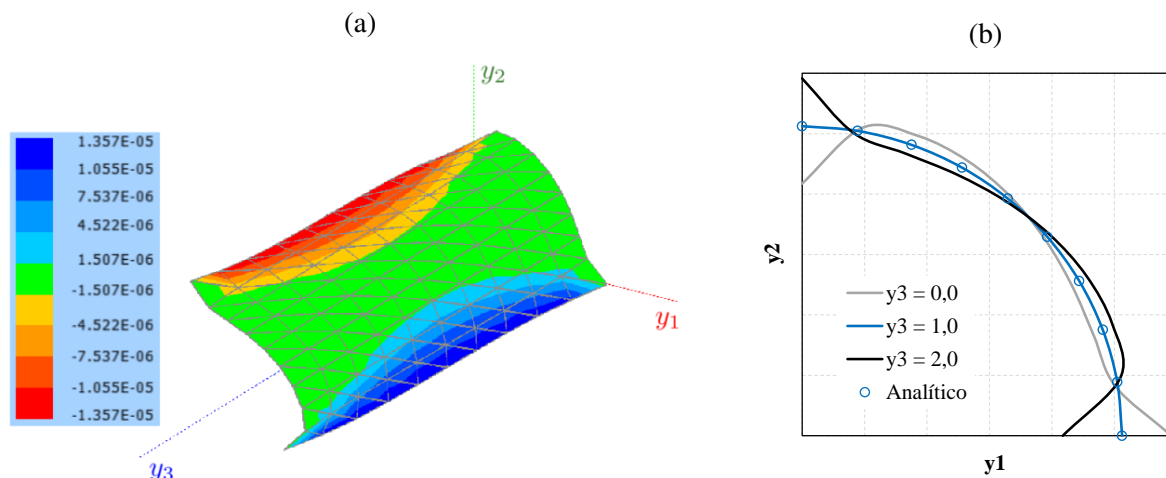 (a)
(b)
1.357E-05
1.055E-05
7.537E-06
4.522E-06
1.507E-06
-1.507E-06
-4.522E-06
-7.537E-06
-1.055E-05
-1.357E-05
y2
y1
y3
y2
y3 = 0,0
y3 = 1,0
y3 = 2,0
Analítico
y1